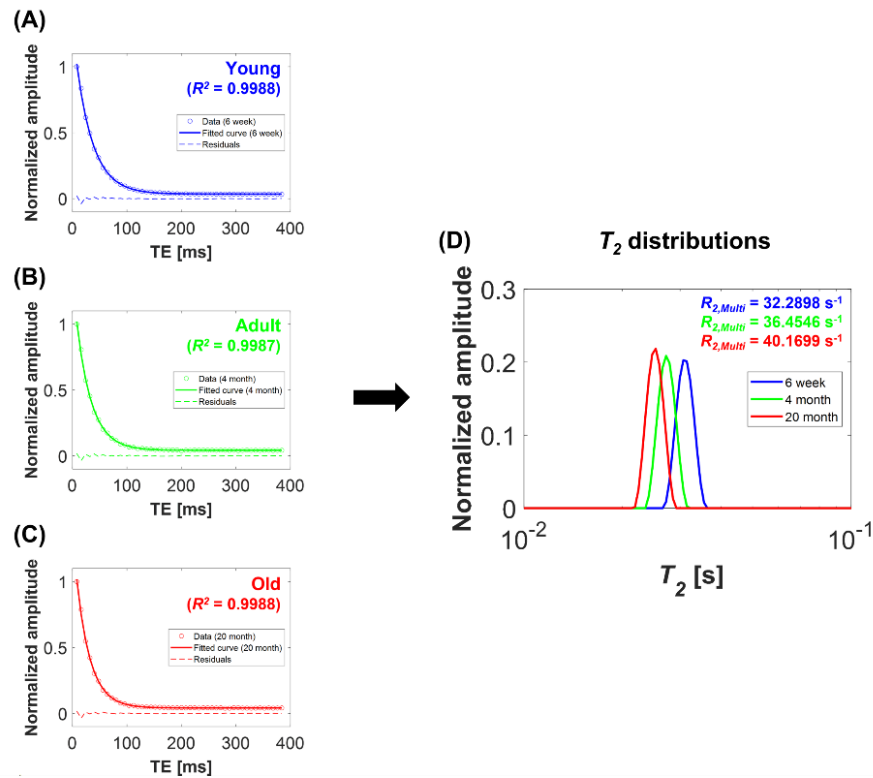 (A)
Young
(R² = 0.9988)
Data (6 week)
Fitted curve (6 week)
Residuals
1
0.5
0
Normalized amplitude
0 100 200 300 400
TE [ms]
(B)
Adult
(R² = 0.9987)
Data (4 month)
Fitted curve (4 month)
Residuals
1
0.5
0
Normalized amplitude
0 100 200 300 400
TE [ms]
(C)
Old
(R² = 0.9988)
Data (20 month)
Fitted curve (20 month)
Residuals
1
0.5
0
Normalized amplitude
0 100 200 300 400
TE [ms]
(D)
T₂ distributions
R₂,Multi = 32.2898 s⁻¹
R₂,Multi = 36.4546 s⁻¹
R₂,Multi = 40.1699 s⁻¹
6 week
4 month
20 month
0.3
0.2
0.1
0
Normalized amplitude
10⁻² 10⁻¹
T₂ [s]